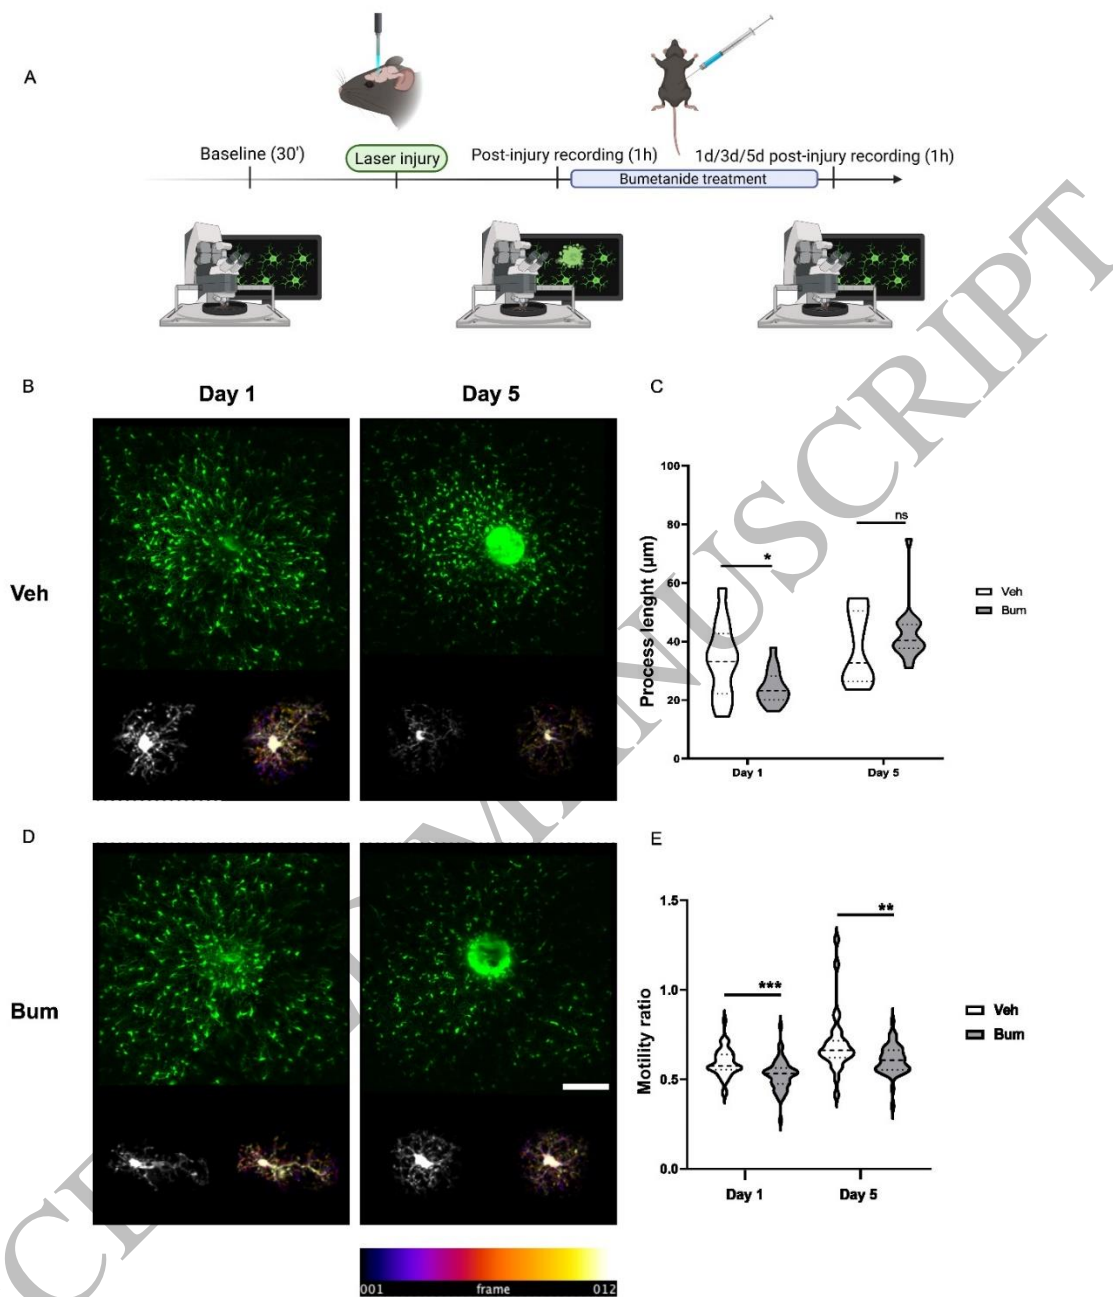 A
Baseline (30')
Laser injury
Post-injury recording (1h)
1d/3d/5d post-injury recording (1h)
Bumetanide treatment
B
Day 1
Day 5
Veh
C
Process lenght (µm)
100
80
60
40
20
0
*
ns
Day 1
Day 5
Veh
Bum
D
Bum
E
Motility ratio
1.5
1.0
0.5
0.0
***
**
Day 1
Day 5
Veh
Bum
001
frame
012
MANUSCRIPT